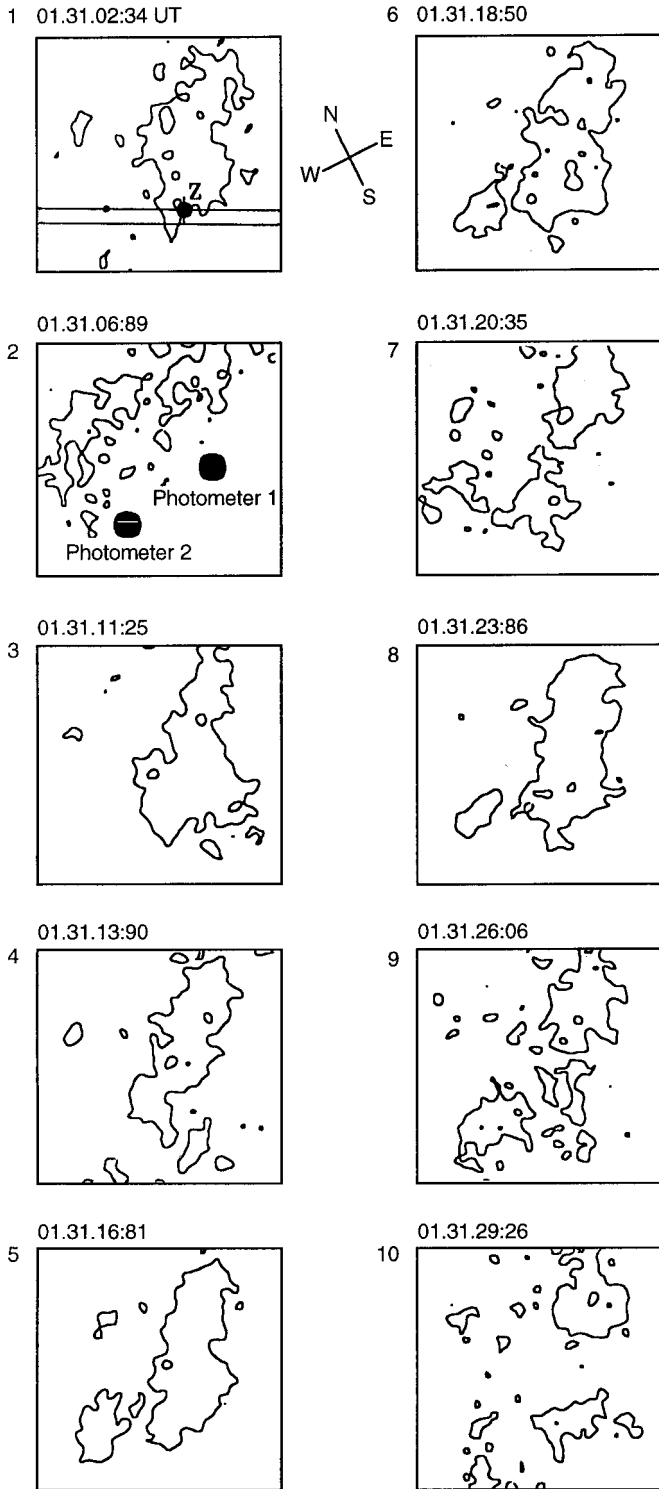 1 01.31.02:34 UT
Z
N
E
W
S
2 01.31.06:89
c
Photometer 1
Photometer 2
3 01.31.11:25
4 01.31.13:90
5 01.31.16:81
6 01.31.18:50
7 01.31.20:35
8 01.31.23:86
9 01.31.26:06
10 01.31.29:26